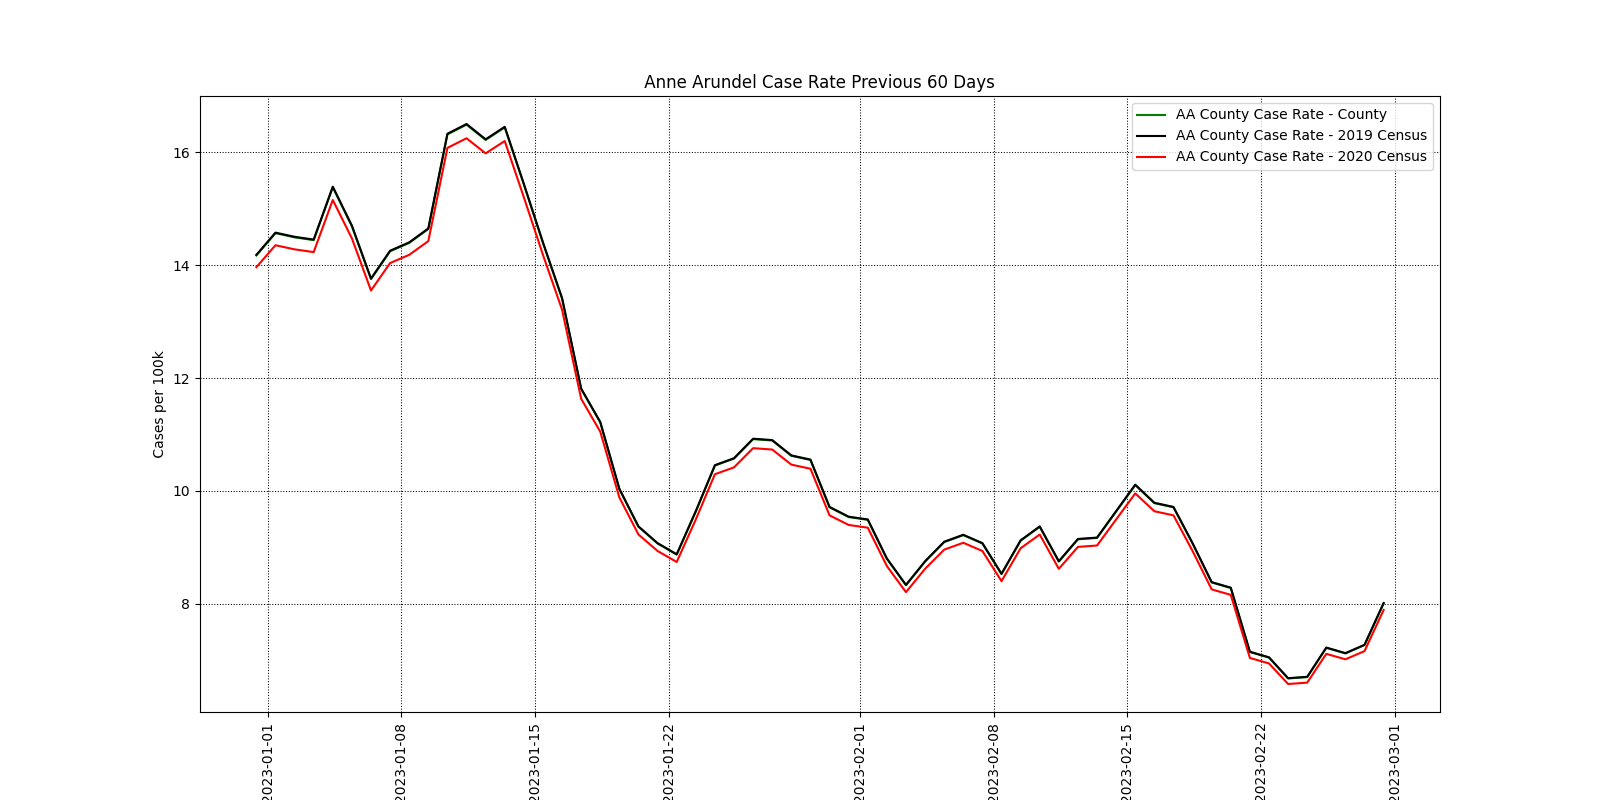 Anne Arundel Case Rate Previous 60 Days
AA County Case Rate - County
AA County Case Rate - 2019 Census
AA County Case Rate - 2020 Census
Cases per 100k
16
14
12
10
8
2023-01-01
2023-01-08
2023-01-15
2023-01-22
2023-02-01
2023-02-08
2023-02-15
2023-02-22
2023-03-01